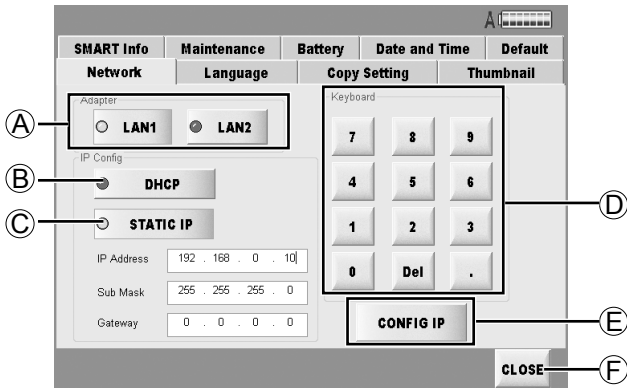 A
SMART Info Maintenance Battery Date and Time Default
Network Language Copy Setting Thumbnail
Adapter
LAN1 LAN2
A
IP Config
DHCP
B
STATIC IP
C
IP Address 192 . 168 . 0 . 10
Sub Mask 255 . 255 . 255 . 0
Gateway 0 . 0 . 0 . 0
Keyboard
7 8 9
4 5 6
1 2 3
0 Del .
D
CONFIG IP
E
CLOSE
F